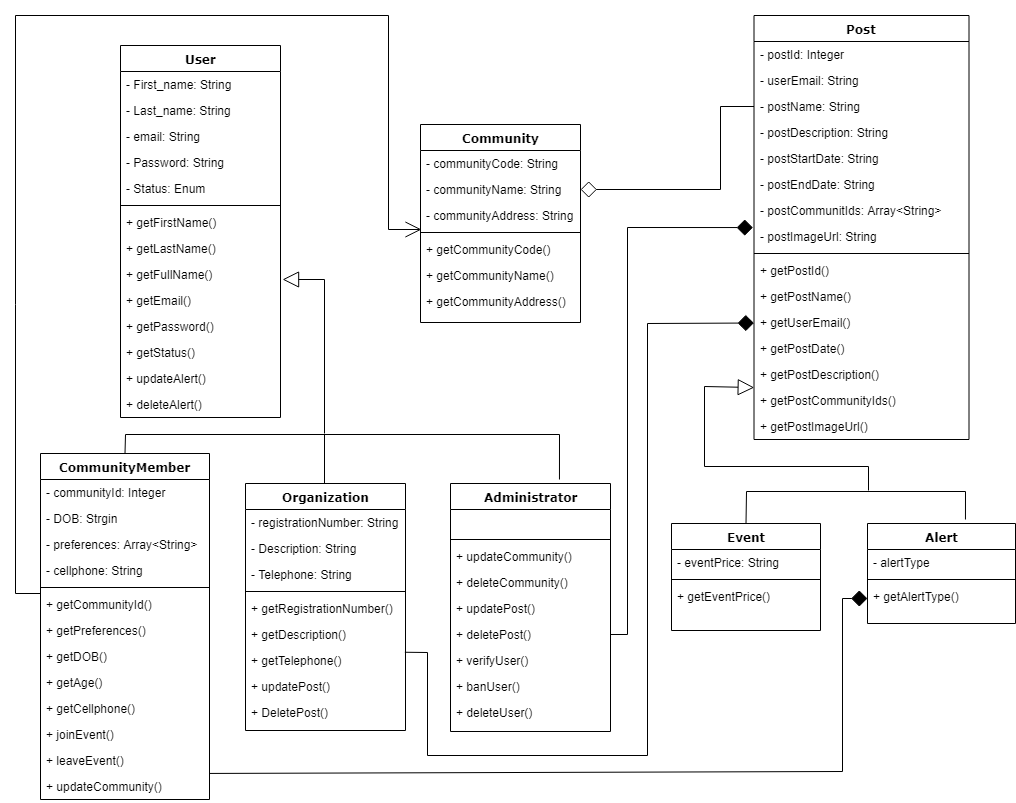 User
- First_name: String
- Last_name: String
- email: String
- Password: String
- Status: Enum
+ getFirstName()
+ getLastName()
+ getFullName()
+ getEmail()
+ getPassword()
+ getStatus()
+ updateAlert()
+ deleteAlert()
Community
- communityCode: String
- communityName: String
- communityAddress: String
+ getCommunityCode()
+ getCommunityName()
+ getCommunityAddress()
Post
- postId: Integer
- userEmail: String
- postName: String
- postDescription: String
- postStartDate: String
- postEndDate: String
- postCommunitIds: Array<String>
- postImageUrl: String
+ getPostId()
+ getPostName()
+ getUserEmail()
+ getPostDate()
+ getPostDescription()
+ getPostCommunityIds()
+ getPostImageUrl()
CommunityMember
- communityId: Integer
- DOB: Strgin
- preferences: Array<String>
- cellphone: String
+ getCommunityId()
+ getPreferences()
+ getDOB()
+ getAge()
+ getCellphone()
+ joinEvent()
+ leaveEvent()
+ updateCommunity()
Organization
- registrationNumber: String
- Description: String
- Telephone: String
+ getRegistrationNumber()
+ getDescription()
+ getTelephone()
+ updatePost()
+ DeletePost()
Administrator
+ updateCommunity()
+ deleteCommunity()
+ updatePost()
+ deletePost()
+ verifyUser()
+ banUser()
+ deleteUser()
Event
- eventPrice: String
+ getEventPrice()
Alert
- alertType
+ getAlertType()